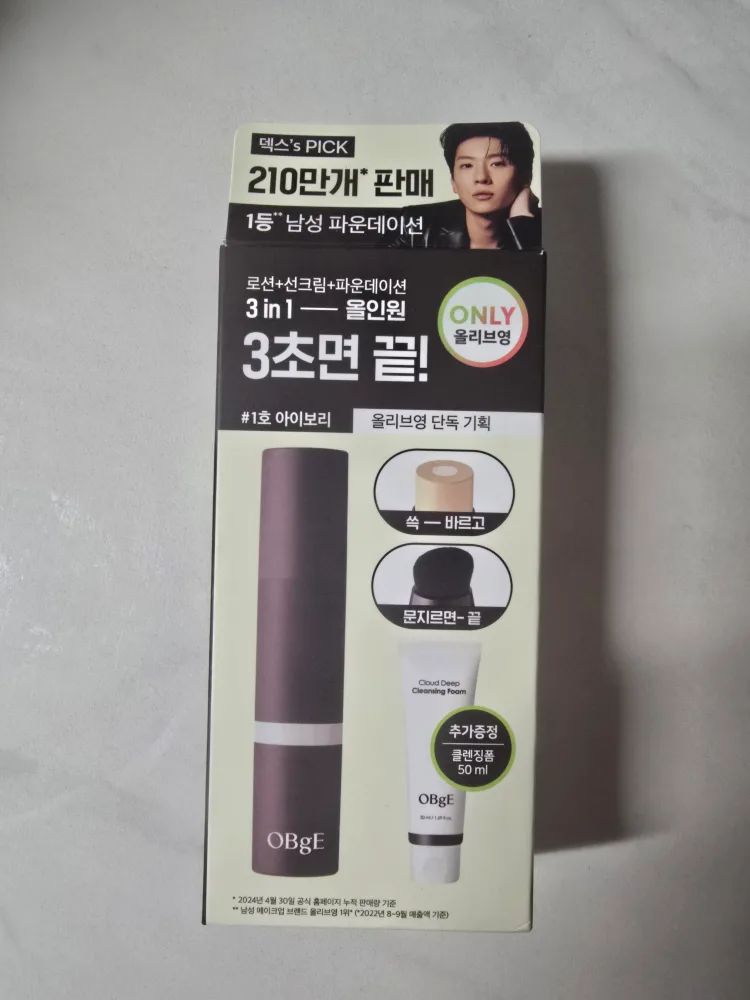 덱스's PICK
210만개* 판매
1등** 남성 파운데이션
로션+선크림+파운데이션
3 in 1 — 올인원
3초면 끝!
ONLY
올리브영
#1호 아이보리
올리브영 단독 기획
쓱 — 바르고
문지르면- 끝
Cloud Deep
Cleansing Foam
추가증정
클렌징폼
50 ml
OBgE
50 ml / 1.69 fl.oz.
OBgE
* 2024년 4월 30일 공식 홈페이지 누적 판매량 기준
** 남성 메이크업 브랜드 올리브영 1위* (*2022년 8~9월 매출액 기준)